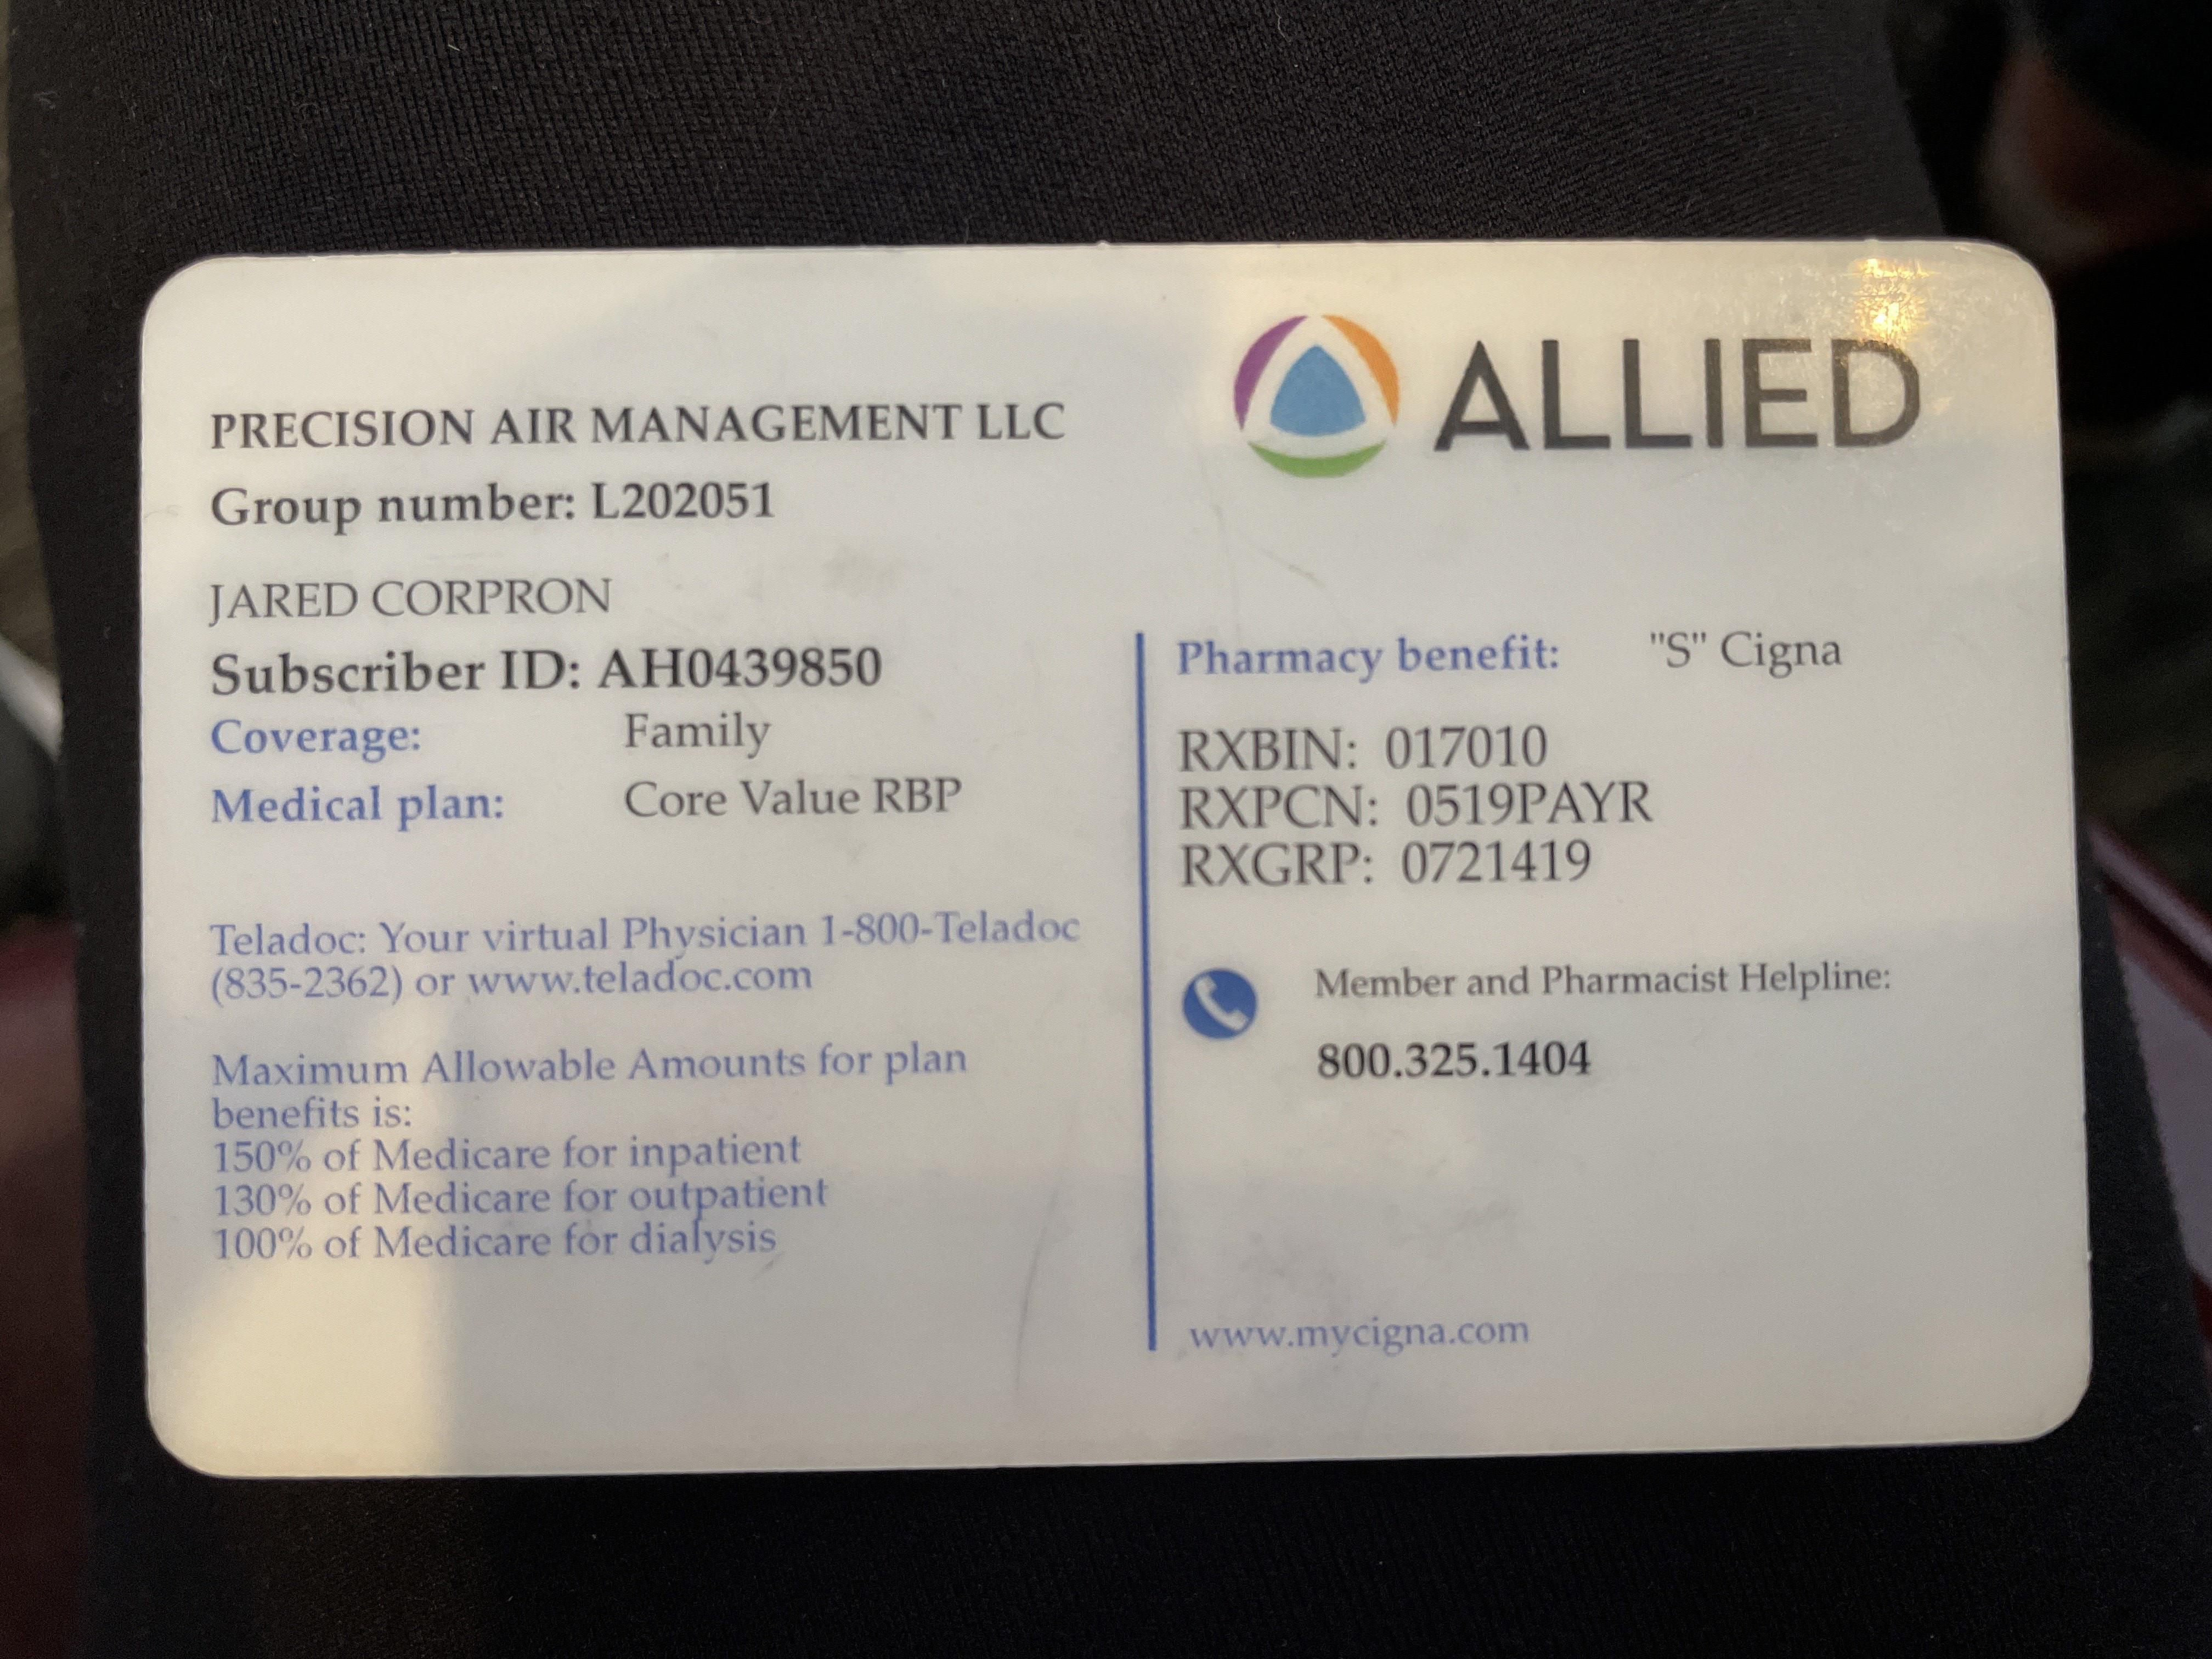 ALLIED
PRECISION AIR MANAGEMENT LLC
Group number: L202051
JARED CORPRON
Subscriber ID: AH0439850
Coverage: Family
Medical plan: Core Value RBP
Teladoc: Your virtual Physician 1-800-Teladoc
(835-2362) or www.teladoc.com
Maximum Allowable Amounts for plan
benefits is:
150% of Medicare for inpatient
130% of Medicare for outpatient
100% of Medicare for dialysis
Pharmacy benefit: "S" Cigna
RXBIN: 017010
RXPCN: 0519PAYR
RXGRP: 0721419
Member and Pharmacist Helpline:
800.325.1404
www.mycigna.com